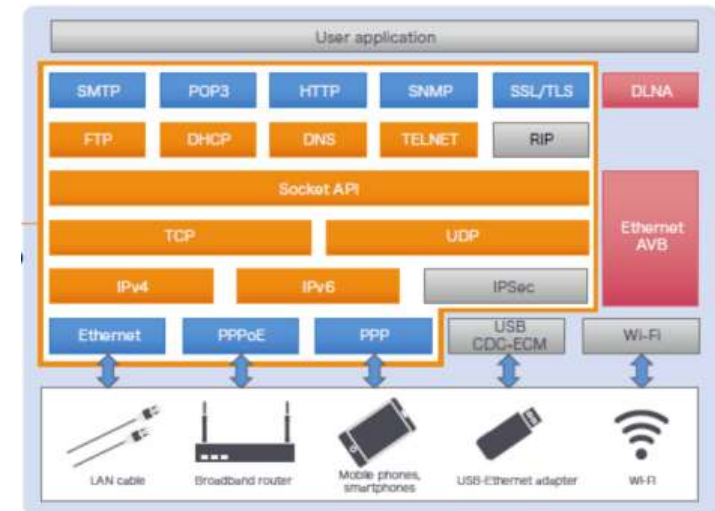 User application
SMTP POP3 HTTP SNMP SSL/TLS DLNA
FTP DHCP DNS TELNET RIP
Socket API
TCP UDP
Ethernet
AVB
IPv4 IPv6 IPSec
Ethernet PPPoE PPP
USB
CDC-ECM
Wi-Fi
LAN cable
Broadband router
Mobile phones,
smartphones
USB-Ethernet adapter
Wi-Fi